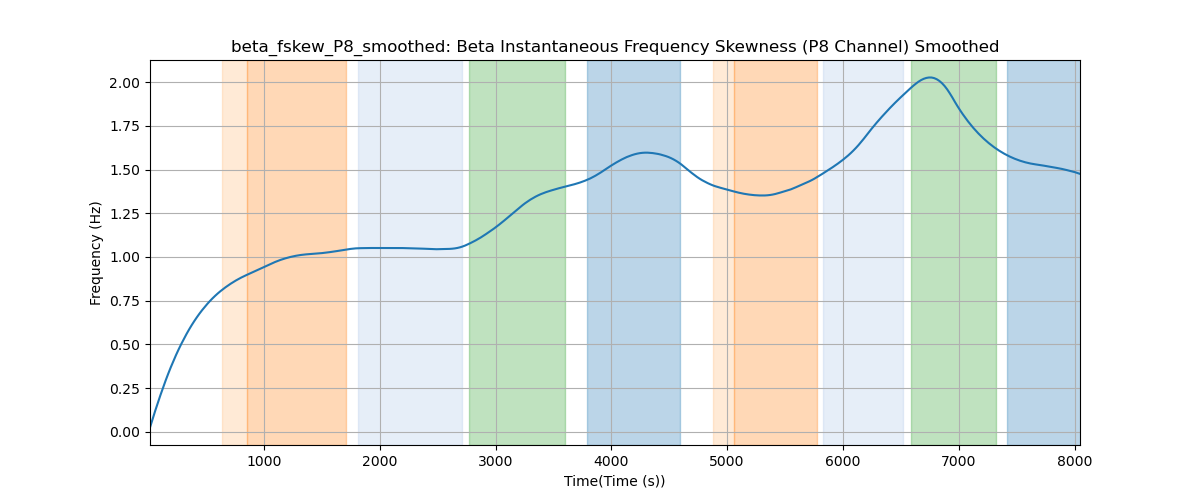 beta_fskew_P8_smoothed: Beta Instantaneous Frequency Skewness (P8 Channel) Smoothed
2.00
1.75
1.50
1.25
1.00
0.75
0.50
0.25
0.00
Frequency (Hz)
1000 2000 3000 4000 5000 6000 7000 8000
Time(Time (s))